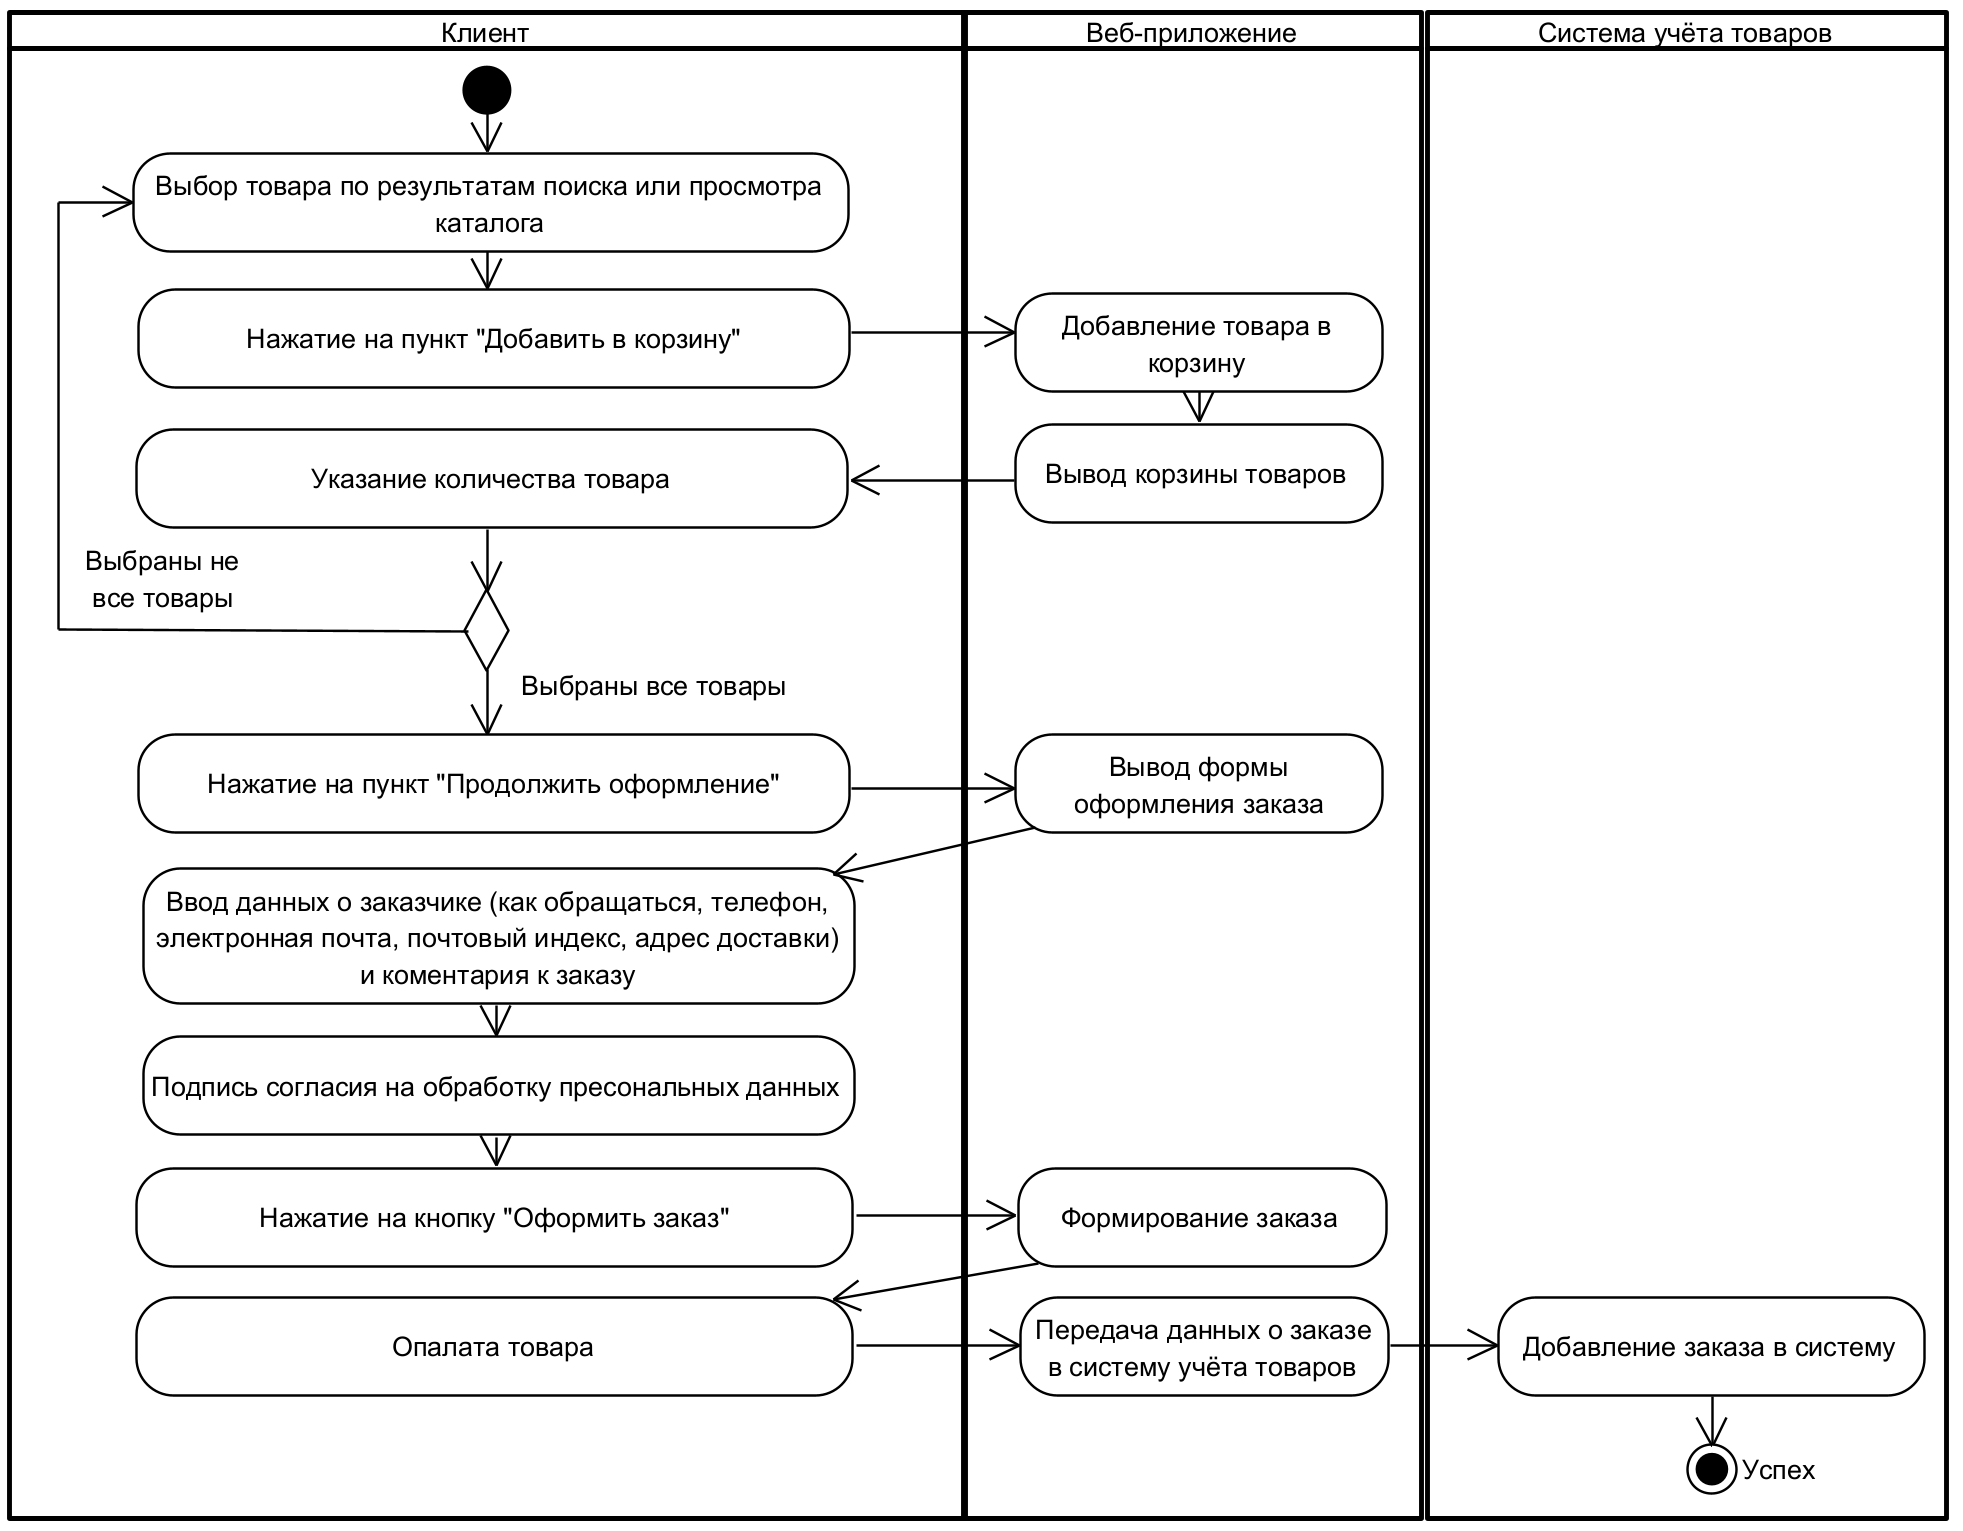 Клиент
Веб-приложение
Система учёта товаров
Выбор товара по результатам поиска или просмотра
каталога
Нажатие на пункт "Добавить в корзину"
Добавление товара в
корзину
Указание количества товара
Вывод корзины товаров
Выбраны не
все товары
Выбраны все товары
Нажатие на пункт "Продолжить оформление"
Вывод формы
оформления заказа
Ввод данных о заказчике (как обращаться, телефон,
электронная почта, почтовый индекс, адрес доставки)
и коментария к заказу
Подпись согласия на обработку пресональных данных
Нажатие на кнопку "Оформить заказ"
Формирование заказа
Опалата товара
Передача данных о заказе
в систему учёта товаров
Добавление заказа в систему
Успех